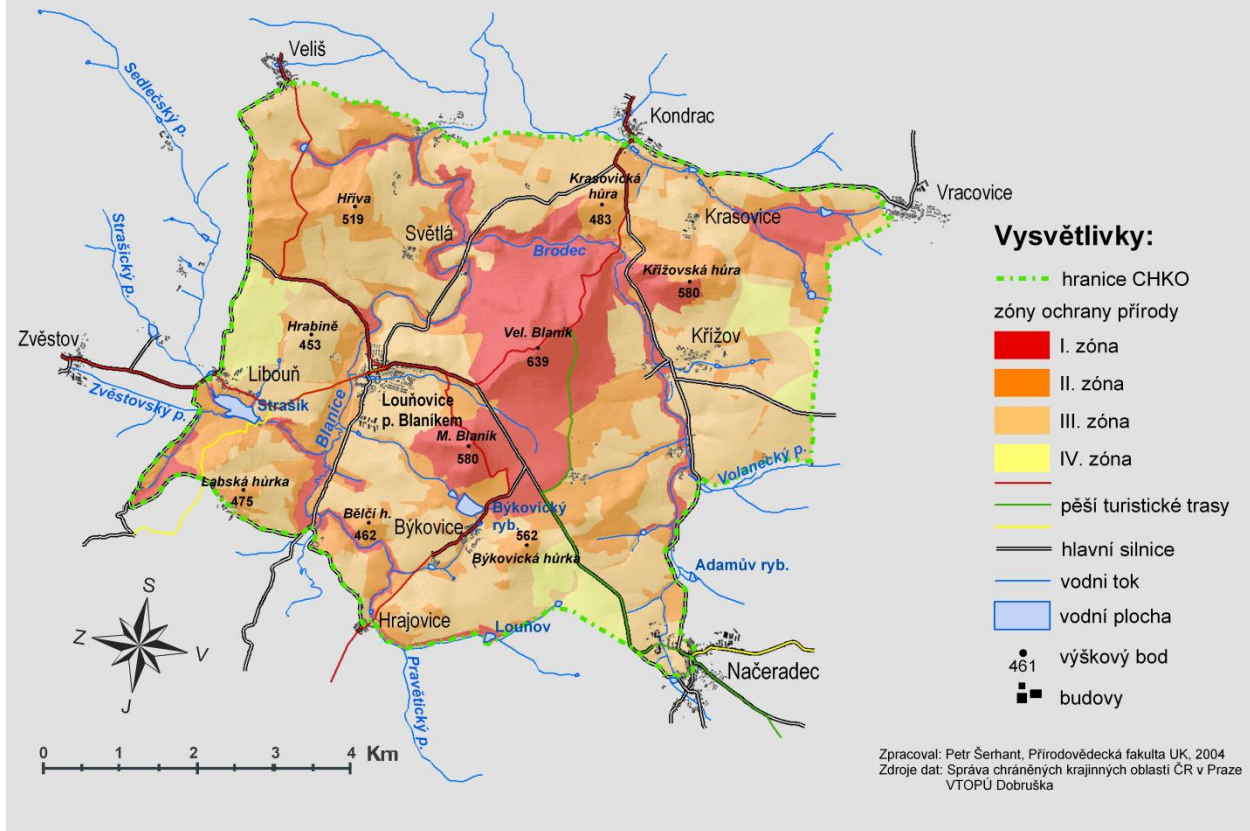 Veliš
Sedlečský p.
Kondrac
Vracovice
Krasovická
hůra
483
Hříva
519
Krasovice
Strašický p.
Světlá
Brodec
Křížovská hůra
580
Hrabině
453
Vel. Blaník
639
Křížov
Zvěstov
Libouň
Zvěstovský p.
Strašík
Blanice
Louňovice
p. Blaníkem
M. Blaník
580
Volanecký p.
Labská hůrka
475
Bělčí h.
462
Býkovice
Býkovický
ryb.
562
Býkovická hůrka
Adamův ryb.
Hrajovice
Louňov
Načeradec
Pravětický p.
S
Z
V
J
0 1 2 3 4 Km
Vysvětlivky:
hranice CHKO
zóny ochrany přírody
I. zóna
II. zóna
III. zóna
IV. zóna
pěší turistické trasy
hlavní silnice
vodni tok
vodní plocha
461
výškový bod
budovy
Zpracoval: Petr Šerhant, Přírodovědecká fakulta UK, 2004
Zdroje dat: Správa chráněných krajinných oblastí ČR v Praze
VTOPÚ Dobruška